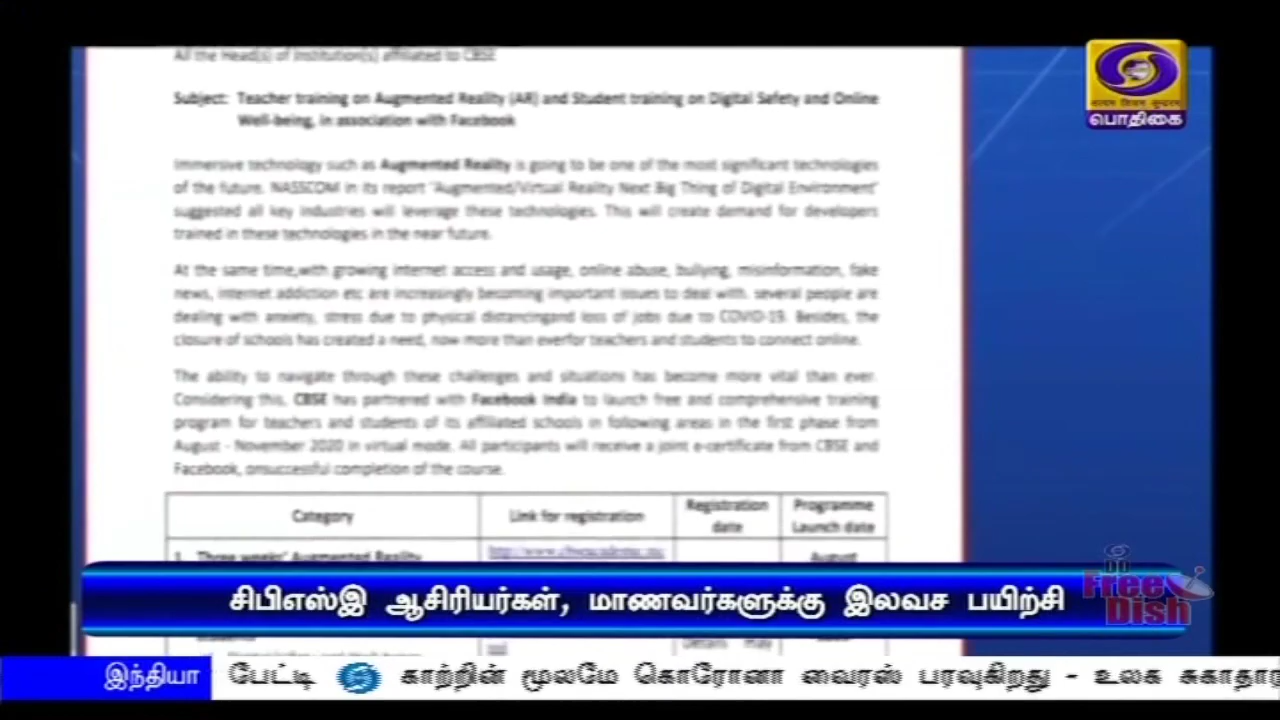 All the Head(s) of Institution(s) affiliated to CBSE
Subject: Teacher training on Augmented Reality (AR) and Student training on Digital Safety and Online
Well-being, in association with Facebook
Immersive technology such as Augmented Reality is going to be one of the most significant technologies
of the future. NASSCOM in its report 'Augmented/Virtual Reality Next Big Thing of Digital Environment'
suggested all key industries will leverage these technologies. This will create demand for developers
trained in these technologies in the near future.
At the same time,with growing internet access and usage, online abuse, bullying, misinformation, fake
news, internet addiction etc are increasingly becoming important issues to deal with. several people are
dealing with anxiety, stress due to physical distancingand loss of jobs due to COVID-19. Besides, the
closure of schools has created a need, now more than everfor teachers and students to connect online.
The ability to navigate through these challenges and situations has become more vital than ever.
Considering this, CBSE has partnered with Facebook India to launch free and comprehensive training
program for teachers and students of its affiliated schools in following areas in the first phase from
August - November 2020 in virtual mode. All participants will receive a joint e-certificate from CBSE and
Facebook, onsuccessful completion of the course.
Category
Link for registration
Registration
date
Programme
Launch date
1. Three weeks' Augmented Reality
August
Details may
பொதிகை
சிபிஎஸ்இ ஆசிரியர்கள், மாணவர்களுக்கு இலவச பயிற்சி
DD
Free Dish
இந்தியா பேட்டி காற்றின் மூலமே கொரோனா வைரஸ் பரவுகிறது - உலக சுகாதார